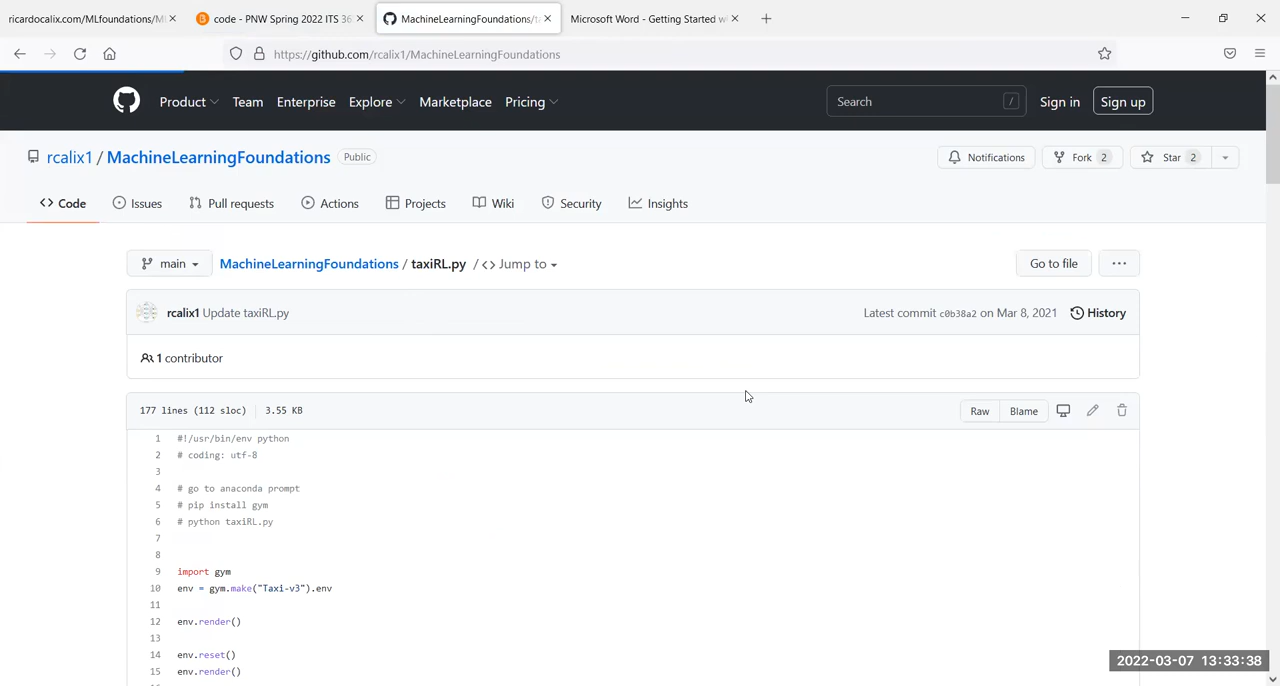 ricardocalix.com/MLfoundations/ML
code - PNW Spring 2022 ITS 36
MachineLearningFoundations/t
Microsoft Word - Getting Started w
https://github.com/rcalix1/MachineLearningFoundations
Product Team Enterprise Explore Marketplace Pricing Search / Sign in Sign up
rcalix1 / MachineLearningFoundations Public Notifications Fork 2 Star 2
Code Issues Pull requests Actions Projects Wiki Security Insights
main MachineLearningFoundations / taxiRL.py / <> Jump to Go to file ...
rcalix1 Update taxiRL.py Latest commit c0b38a2 on Mar 8, 2021 History
1 contributor
177 lines (112 sloc) 3.55 KB Raw Blame
1 #!/usr/bin/env python
2 # coding: utf-8
3
4 # go to anaconda prompt
5 # pip install gym
6 # python taxiRL.py
7
8
9 import gym
10 env = gym.make("Taxi-v3").env
11
12 env.render()
13
14 env.reset()
15 env.render()
2022-03-07 13:33:38